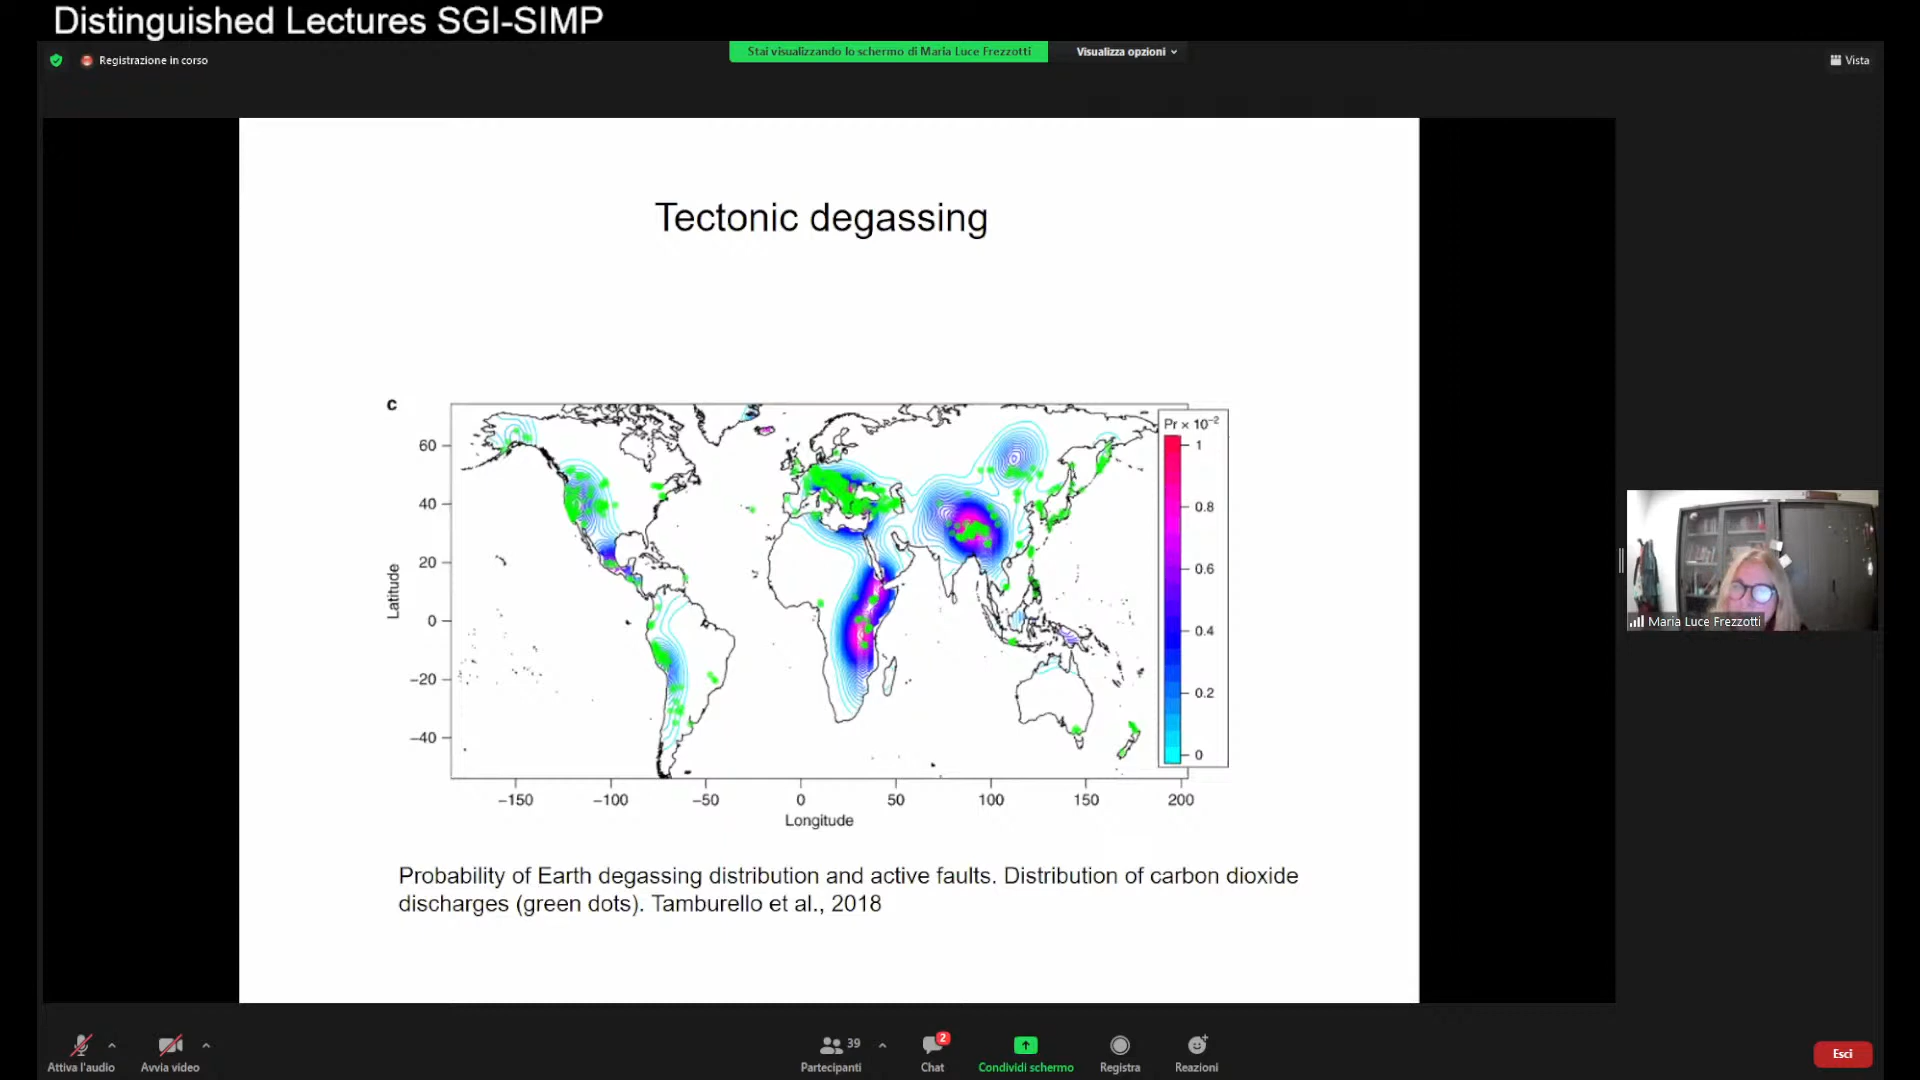 Distinguished Lectures SGI-SIMP
Stai visualizzando lo schermo di Maria Luce Frezzotti
Visualizza opzioni
Registrazione in corso
Vista
Tectonic degassing
c
Pr × 10⁻²
1
0.8
0.6
0.4
0.2
0
60
40
20
0
−20
−40
Latitude
−150
−100
−50
0
50
100
150
200
Longitude
Maria Luce Frezzotti
Probability of Earth degassing distribution and active faults. Distribution of carbon dioxide
discharges (green dots). Tamburello et al., 2018
39
2
Attiva l'audio
Avvia video
Partecipanti
Chat
Condividi schermo
Registra
Reazioni
Esci